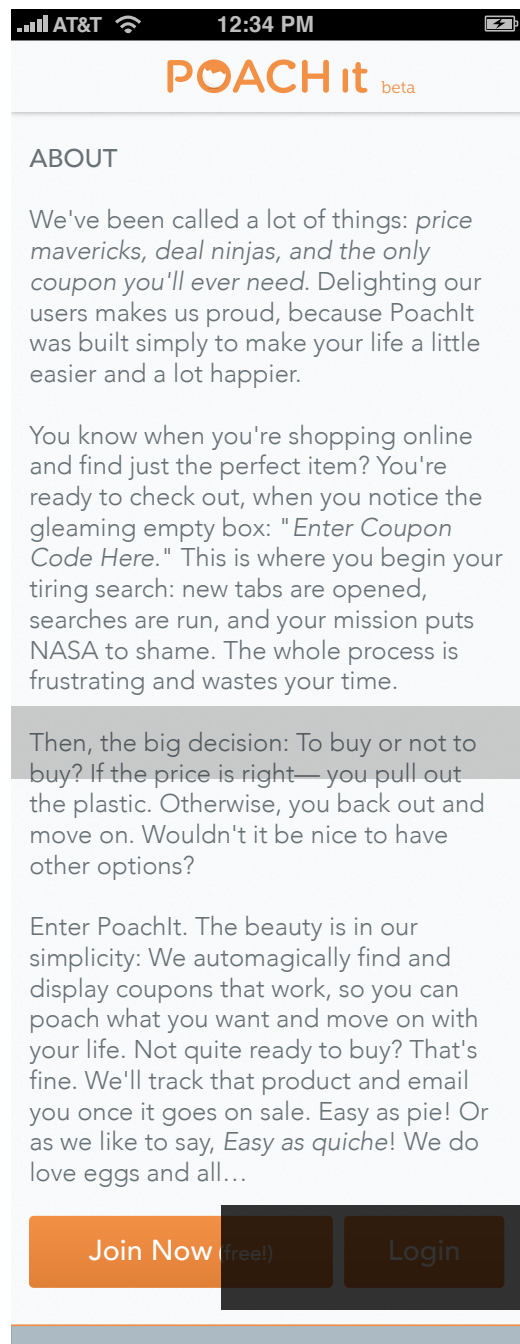 AT&T 12:34 PM
POACH it beta
ABOUT
We've been called a lot of things: price
mavericks, deal ninjas, and the only
coupon you'll ever need. Delighting our
users makes us proud, because PoachIt
was built simply to make your life a little
easier and a lot happier.
You know when you're shopping online
and find just the perfect item? You're
ready to check out, when you notice the
gleaming empty box: "Enter Coupon
Code Here." This is where you begin your
tiring search: new tabs are opened,
searches are run, and your mission puts
NASA to shame. The whole process is
frustrating and wastes your time.
Then, the big decision: To buy or not to
buy? If the price is right— you pull out
the plastic. Otherwise, you back out and
move on. Wouldn't it be nice to have
other options?
Enter PoachIt. The beauty is in our
simplicity: We automagically find and
display coupons that work, so you can
poach what you want and move on with
your life. Not quite ready to buy? That's
fine. We'll track that product and email
you once it goes on sale. Easy as pie! Or
as we like to say, Easy as quiche! We do
love eggs and all...
Join Now (free!) Login